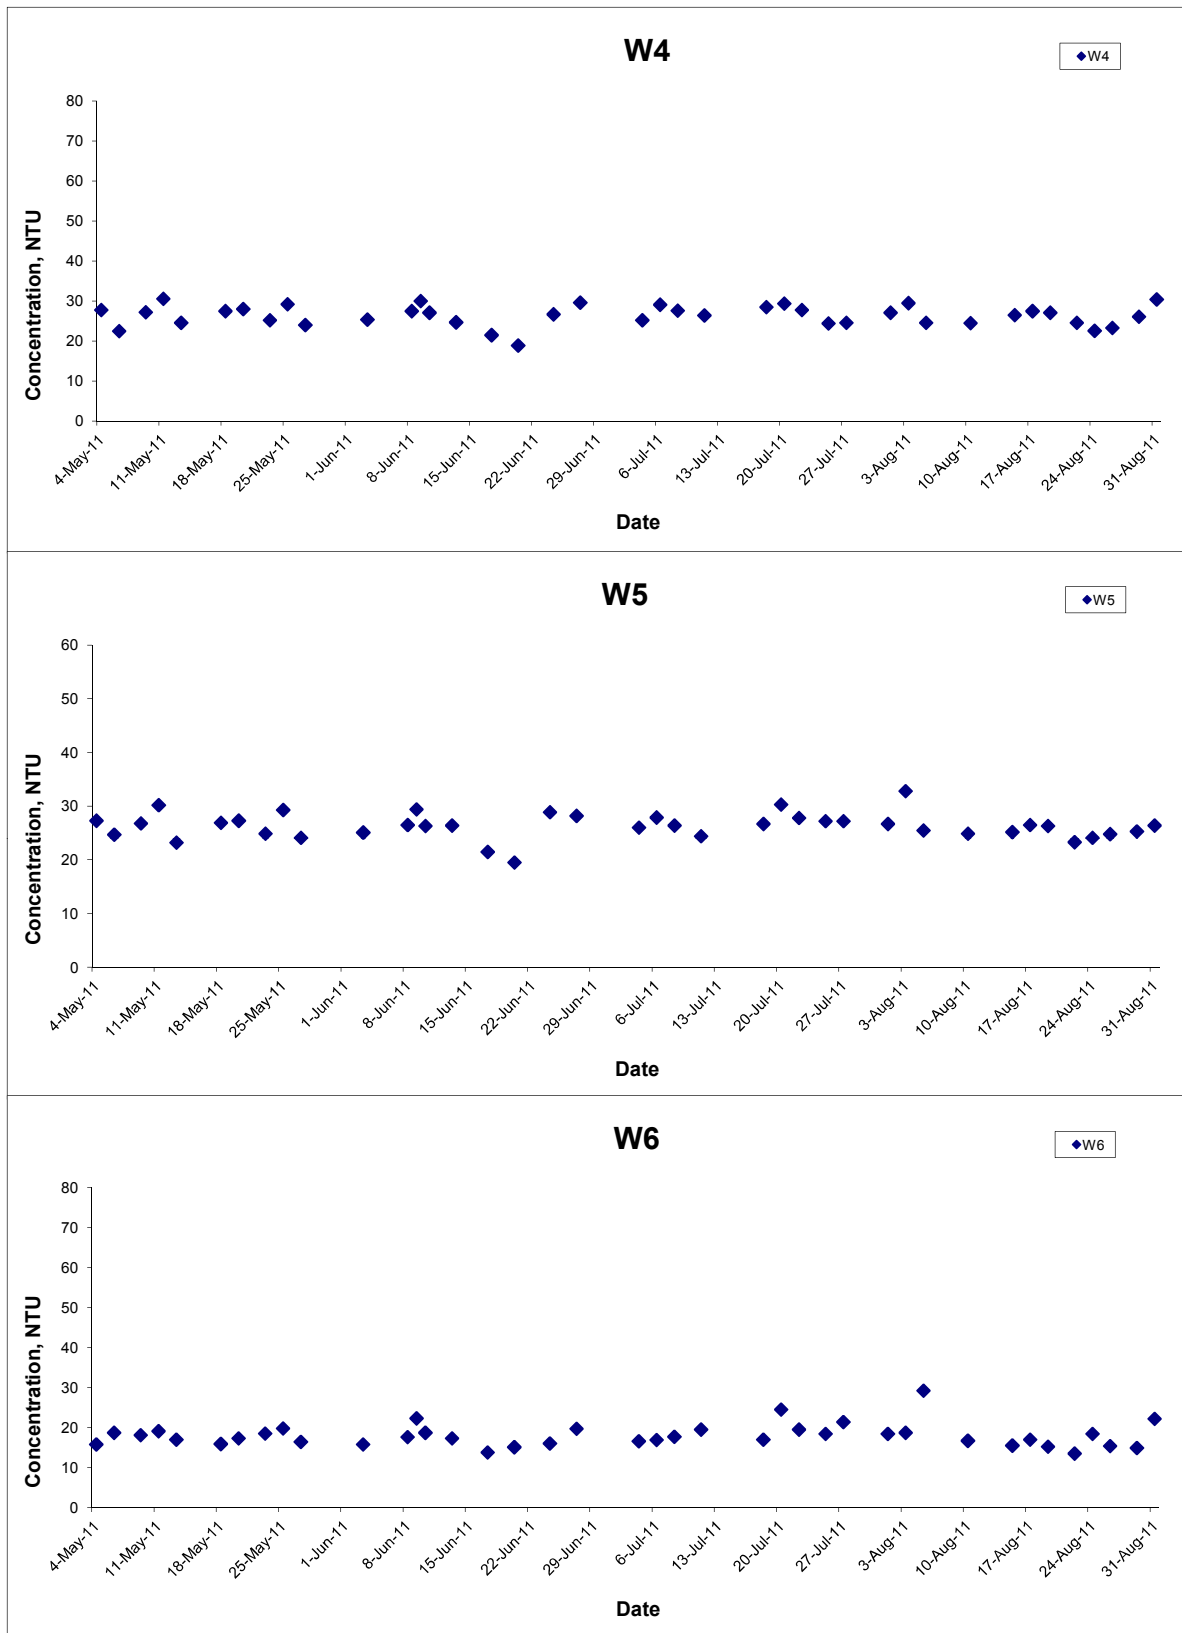 W4
W4
80
70
60
50
40
30
20
10
0
Concentration, NTU
4-May-11
11-May-11
18-May-11
25-May-11
1-Jun-11
8-Jun-11
15-Jun-11
22-Jun-11
29-Jun-11
6-Jul-11
13-Jul-11
20-Jul-11
27-Jul-11
3-Aug-11
10-Aug-11
17-Aug-11
24-Aug-11
31-Aug-11
Date
W5
W5
60
50
40
30
20
10
0
Concentration, NTU
4-May-11
11-May-11
18-May-11
25-May-11
1-Jun-11
8-Jun-11
15-Jun-11
22-Jun-11
29-Jun-11
6-Jul-11
13-Jul-11
20-Jul-11
27-Jul-11
3-Aug-11
10-Aug-11
17-Aug-11
24-Aug-11
31-Aug-11
Date
W6
W6
80
70
60
50
40
30
20
10
0
Concentration, NTU
4-May-11
11-May-11
18-May-11
25-May-11
1-Jun-11
8-Jun-11
15-Jun-11
22-Jun-11
29-Jun-11
6-Jul-11
13-Jul-11
20-Jul-11
27-Jul-11
3-Aug-11
10-Aug-11
17-Aug-11
24-Aug-11
31-Aug-11
Date